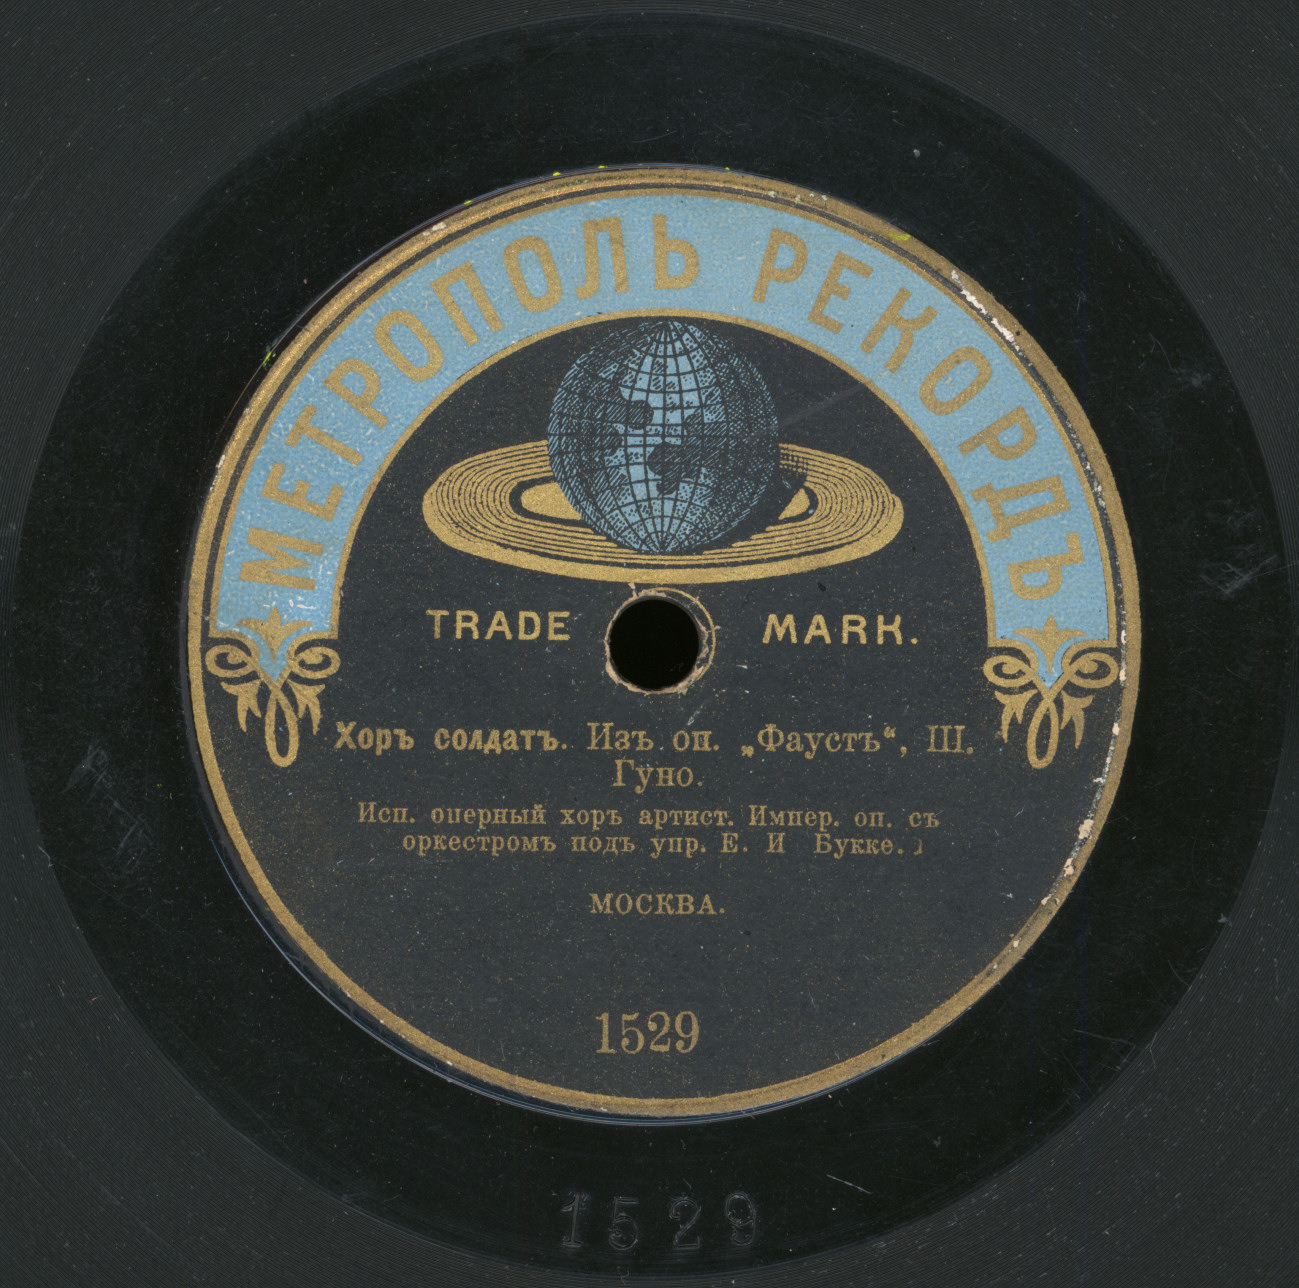 МЕТРОПОЛЬ РЕКОРДЪ
TRADE MARK.
Хоръ солдатъ. Изъ оп. „Фаустъ“, Ш.
Гуно.
Исп. оперный хоръ артист. Импер. оп. съ
оркестромъ подъ упр. Е. И Букке.
МОСКВА.
1529
1529